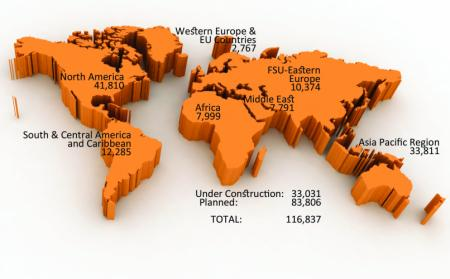 Western Europe &
EU Countries
2,767
North America
41,810
FSU-Eastern
Europe
10,374
Middle East
7,791
Africa
7,999
South & Central America
and Caribbean
12,285
Asia Pacific Region
33,811
Under Construction: 33,031
Planned: 83,806
TOTAL: 116,837